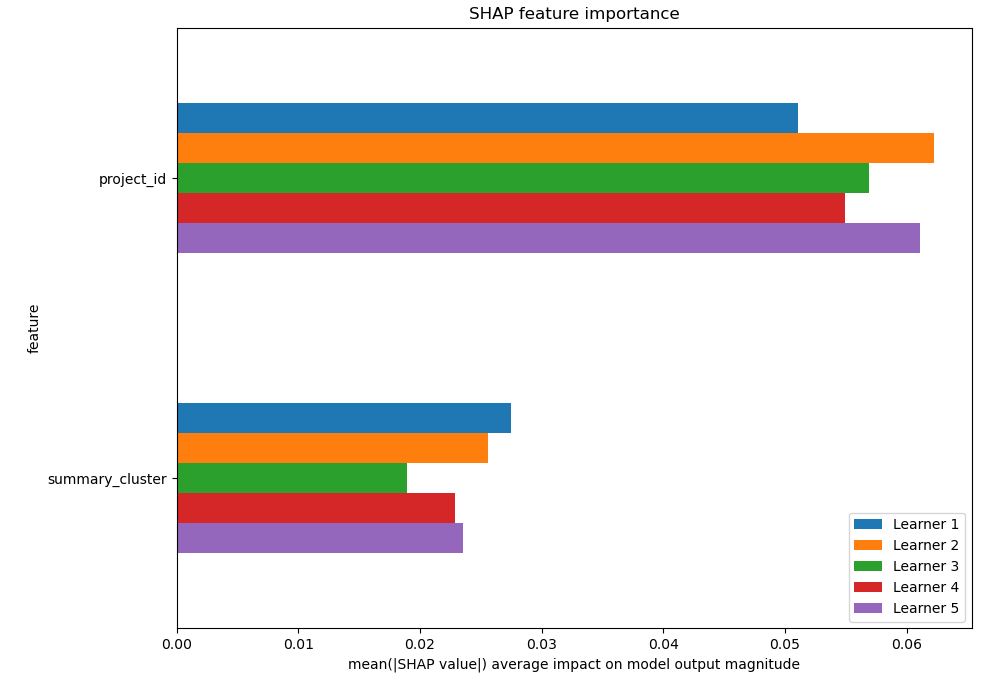 SHAP feature importance
project_id
feature
summary_cluster
Learner 1
Learner 2
Learner 3
Learner 4
Learner 5
0.00 0.01 0.02 0.03 0.04 0.05 0.06
mean(|SHAP value|) average impact on model output magnitude